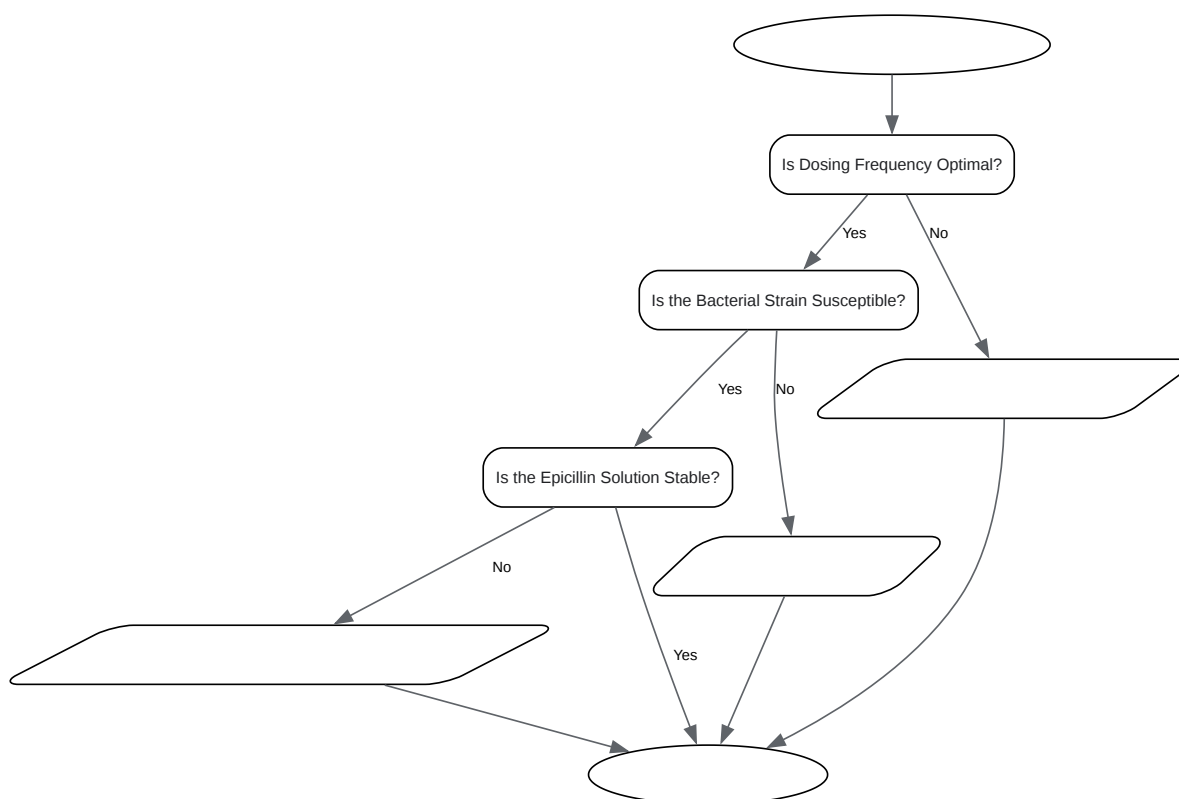 Is Dosing Frequency Optimal?
Yes
No
Is the Bacterial Strain Susceptible?
Yes
No
Is the Epicillin Solution Stable?
No
Yes